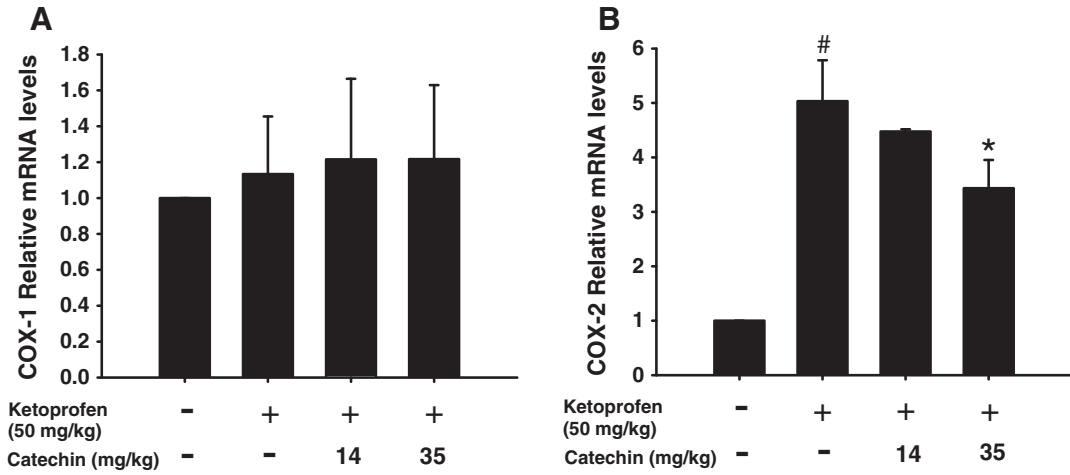 A
COX-1 Relative mRNA levels
1.8
1.6
1.4
1.2
1.0
0.8
0.6
0.4
0.2
0.0
Ketoprofen
(50 mg/kg)
- + + +
Catechin (mg/kg) - - 14 35
B
COX-2 Relative mRNA levels
6
5
4
3
2
1
0
#
*
Ketoprofen
(50 mg/kg)
- + + +
Catechin (mg/kg) - - 14 35